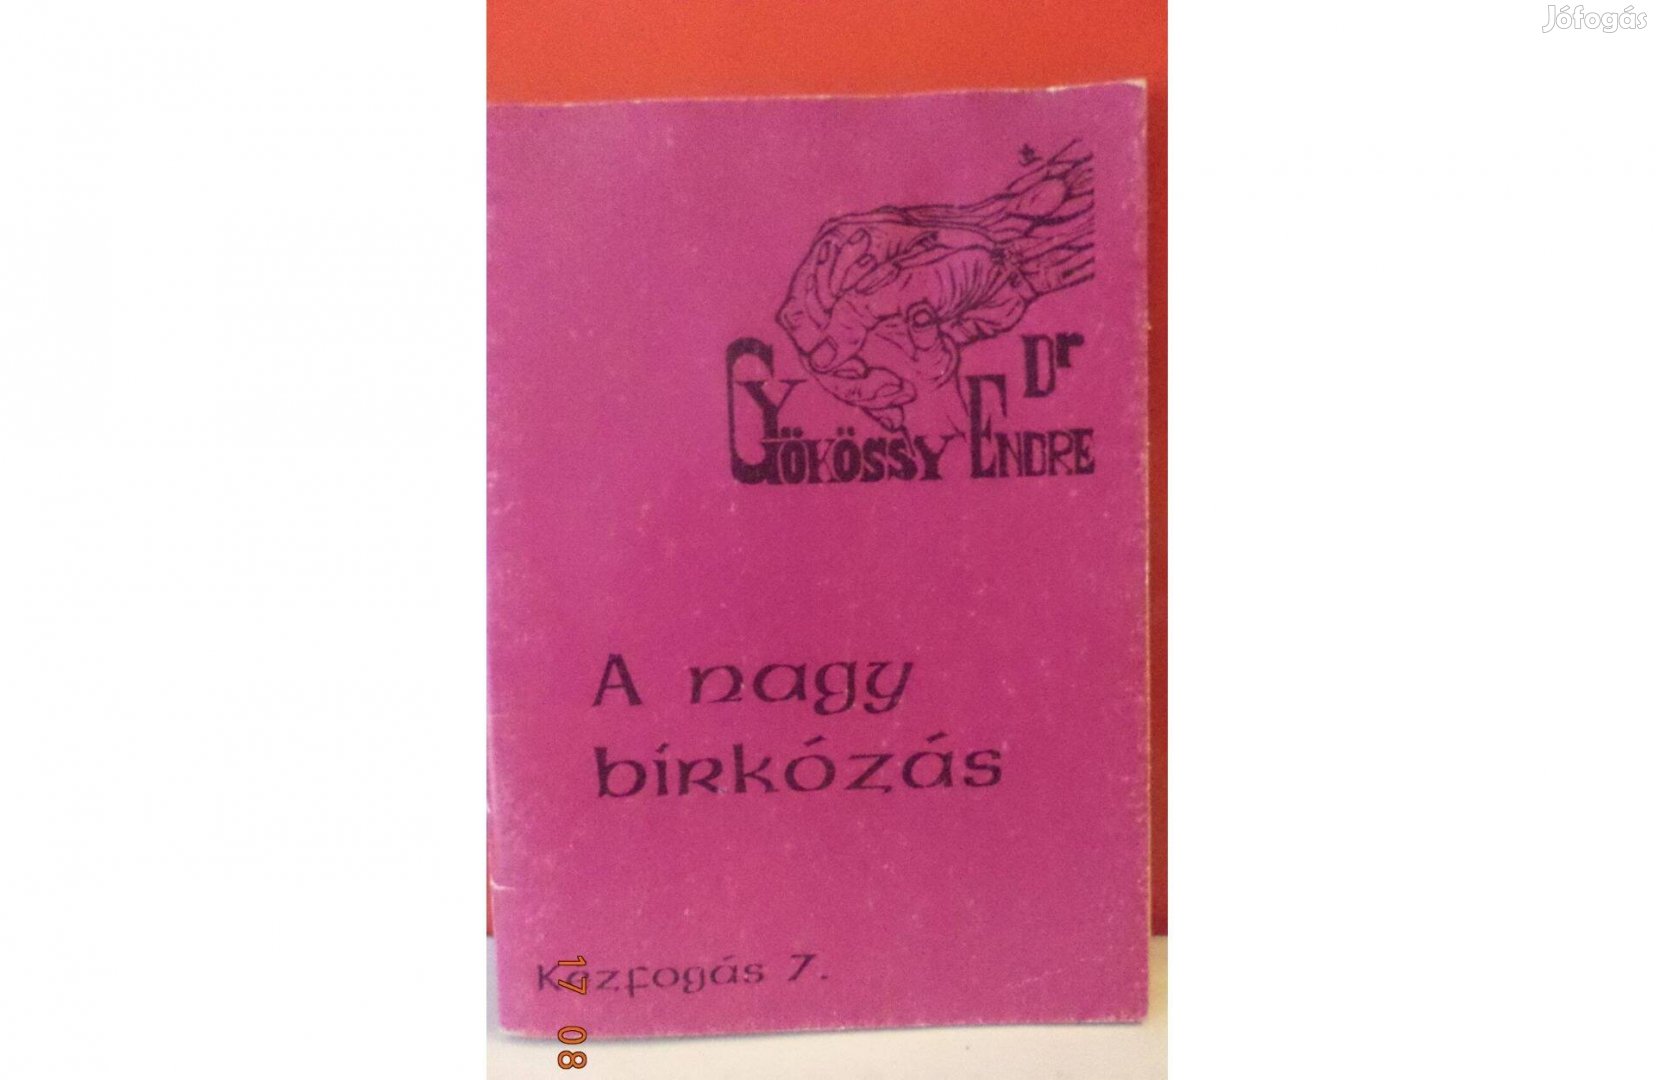 Jófogás
Dr
GYÖKÖSSY ENDRE
A nagy
birkózás
Kézfogás 7.
17 08